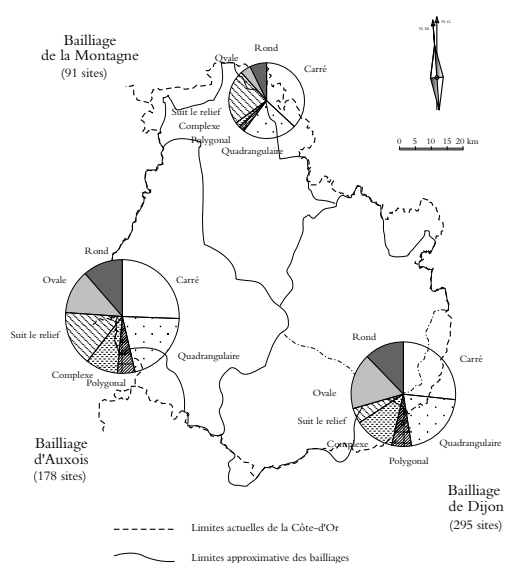 Bailliage
de la Montagne
(91 sites)
Rond
Ovale
Carré
Suit le relief
Complexe
Polygonal
Quadrangulaire
N.M.
N.G.
0 5 10 15 20 km
Rond
Ovale
Carré
Suit le relief
Quadrangulaire
Complexe
Polygonal
Rond
Carré
Ovale
Suit le relief
Complexe
Quadrangulaire
Polygonal
Bailliage
d'Auxois
(178 sites)
Bailliage
de Dijon
(295 sites)
Limites actuelles de la Côte-d'Or
Limites approximative des bailliages